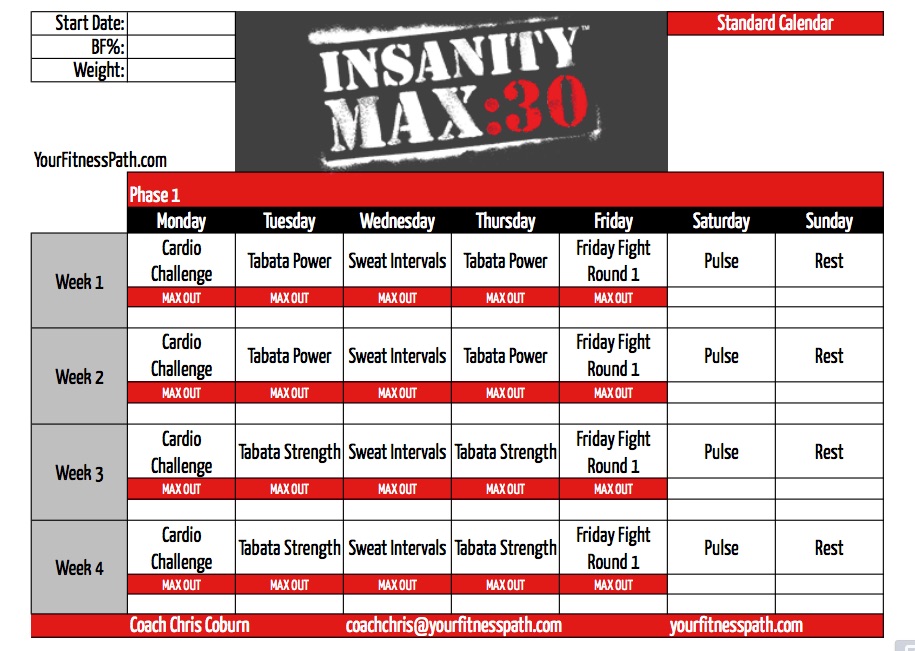 Start Date:
BF%:
Weight:
INSANITY™
MAX:30
Standard Calendar
YourFitnessPath.com
Phase 1
Monday Tuesday Wednesday Thursday Friday Saturday Sunday
Week 1
Cardio Challenge Tabata Power Sweat Intervals Tabata Power Friday Fight Round 1 Pulse Rest
MAX OUT MAX OUT MAX OUT MAX OUT MAX OUT
Week 2
Cardio Challenge Tabata Power Sweat Intervals Tabata Power Friday Fight Round 1 Pulse Rest
MAX OUT MAX OUT MAX OUT MAX OUT MAX OUT
Week 3
Cardio Challenge Tabata Strength Sweat Intervals Tabata Strength Friday Fight Round 1 Pulse Rest
MAX OUT MAX OUT MAX OUT MAX OUT MAX OUT
Week 4
Cardio Challenge Tabata Strength Sweat Intervals Tabata Strength Friday Fight Round 1 Pulse Rest
MAX OUT MAX OUT MAX OUT MAX OUT MAX OUT
Coach Chris Coburn coachchris@yourfitnesspath.com yourfitnesspath.com